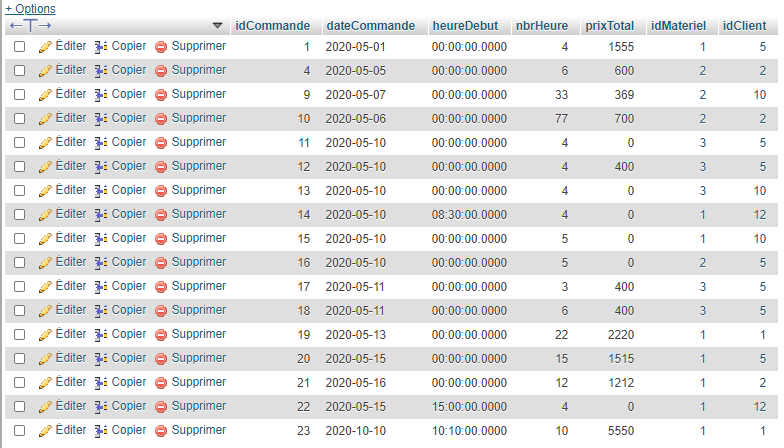 + Options
←T→ idCommande dateCommande heureDebut nbrHeure prixTotal idMateriel idClient
Éditer Copier Supprimer 1 2020-05-01 00:00:00.0000 4 1555 1 5
Éditer Copier Supprimer 4 2020-05-05 00:00:00.0000 6 600 2 2
Éditer Copier Supprimer 9 2020-05-07 00:00:00.0000 33 369 2 10
Éditer Copier Supprimer 10 2020-05-06 00:00:00.0000 77 700 2 2
Éditer Copier Supprimer 11 2020-05-10 00:00:00.0000 4 0 3 5
Éditer Copier Supprimer 12 2020-05-10 00:00:00.0000 4 400 3 5
Éditer Copier Supprimer 13 2020-05-10 00:00:00.0000 4 0 3 10
Éditer Copier Supprimer 14 2020-05-10 08:30:00.0000 4 0 1 12
Éditer Copier Supprimer 15 2020-05-10 00:00:00.0000 5 0 1 10
Éditer Copier Supprimer 16 2020-05-10 00:00:00.0000 5 0 2 5
Éditer Copier Supprimer 17 2020-05-11 00:00:00.0000 3 400 3 5
Éditer Copier Supprimer 18 2020-05-11 00:00:00.0000 6 400 3 5
Éditer Copier Supprimer 19 2020-05-13 00:00:00.0000 22 2220 1 1
Éditer Copier Supprimer 20 2020-05-15 00:00:00.0000 15 1515 1 5
Éditer Copier Supprimer 21 2020-05-16 00:00:00.0000 12 1212 1 2
Éditer Copier Supprimer 22 2020-05-15 15:00:00.0000 4 0 1 12
Éditer Copier Supprimer 23 2020-10-10 10:10:00.0000 10 5550 1 1